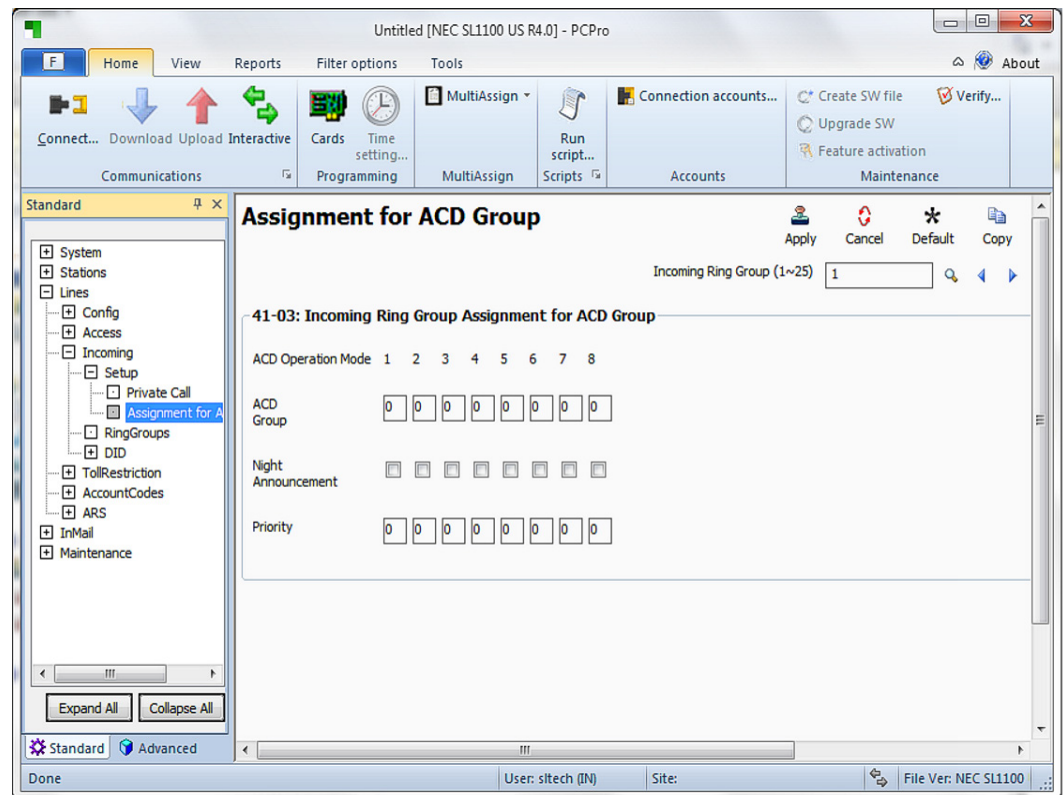 Untitled [NEC SL1100 US R4.0] - PCPro
F Home View Reports Filter options Tools About
Connect... Download Upload Interactive Cards Time setting... MultiAssign Run script... Connection accounts... Create SW file Verify...
Upgrade SW
Feature activation
Communications Programming MultiAssign Scripts Accounts Maintenance
Standard
System
Stations
Lines
Config
Access
Incoming
Setup
Private Call
Assignment for A
RingGroups
DID
TollRestriction
AccountCodes
ARS
InMail
Maintenance
Expand All Collapse All
Standard Advanced
Assignment for ACD Group
Apply Cancel Default Copy
Incoming Ring Group (1~25) 1
41-03: Incoming Ring Group Assignment for ACD Group
ACD Operation Mode 1 2 3 4 5 6 7 8
ACD Group 0 0 0 0 0 0 0 0
Night Announcement
Priority 0 0 0 0 0 0 0 0
Done User: sltech (IN) Site: File Ver: NEC SL1100